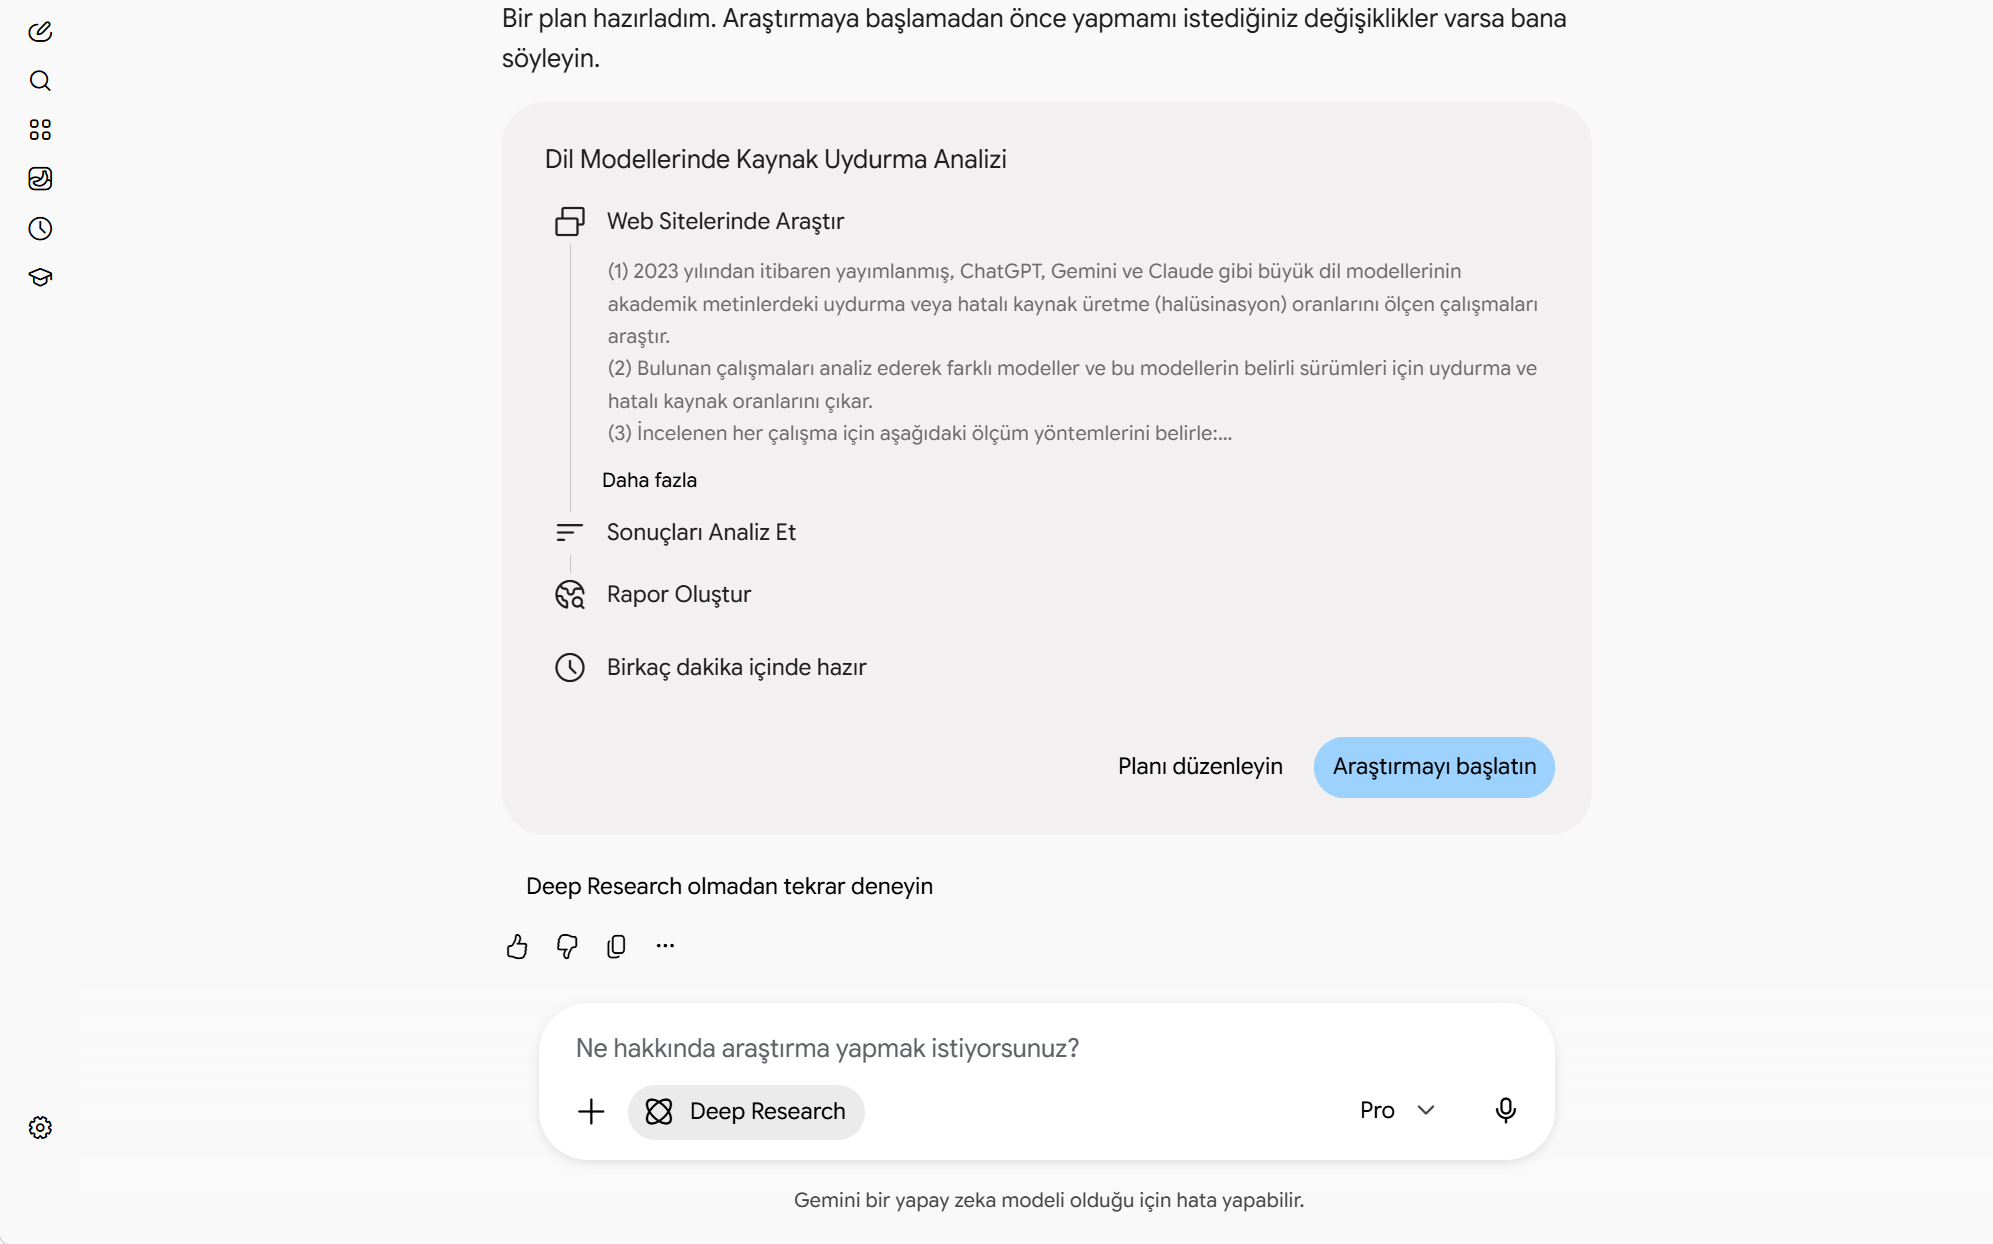 Bir plan hazırladım. Araştırmaya başlamadan önce yapmamı istediğiniz değişiklikler varsa bana
söyleyin.
Dil Modellerinde Kaynak Uydurma Analizi
Web Sitelerinde Araştır
(1) 2023 yılından itibaren yayımlanmış, ChatGPT, Gemini ve Claude gibi büyük dil modellerinin
akademik metinlerdeki uydurma veya hatalı kaynak üretme (halüsinasyon) oranlarını ölçen çalışmaları
araştır.
(2) Bulunan çalışmaları analiz ederek farklı modeller ve bu modellerin belirli sürümleri için uydurma ve
hatalı kaynak oranlarını çıkar.
(3) İncelenen her çalışma için aşağıdaki ölçüm yöntemlerini belirle:...
Daha fazla
Sonuçları Analiz Et
Rapor Oluştur
Birkaç dakika içinde hazır
Planı düzenleyin
Araştırmayı başlatın
Deep Research olmadan tekrar deneyin
Ne hakkında araştırma yapmak istiyorsunuz?
Deep Research
Pro
Gemini bir yapay zeka modeli olduğu için hata yapabilir.